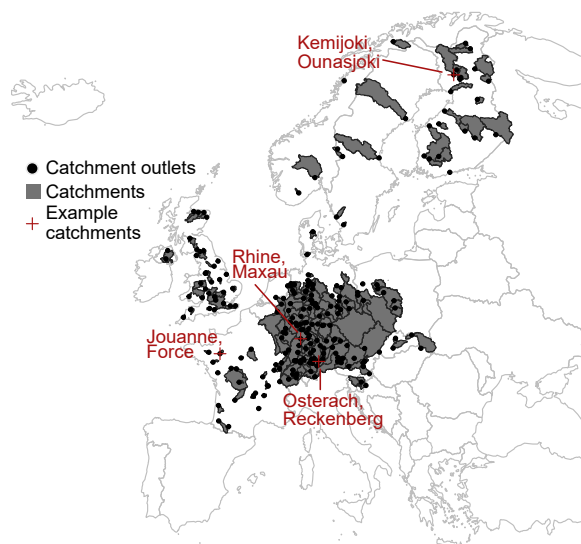 Kemijoki,
Ounasjoki
Catchment outlets
Catchments
Example
catchments
Rhine,
Maxau
Jouanne,
Force
Osterach,
Reckenberg